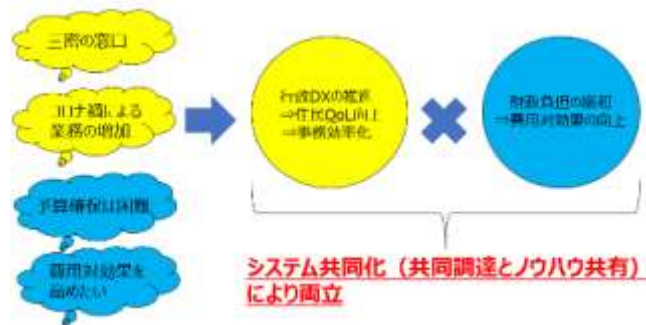 三密の窓口
コロナ禍による
業務の増加
予算確保は困難
費用対効果を
高めたい
行政DXの推進
⇒住民QoL向上
⇒事務効率化
財政負担の緩和
⇒費用対効果の向上
システム共同化（共同調達とノウハウ共有）
により両立